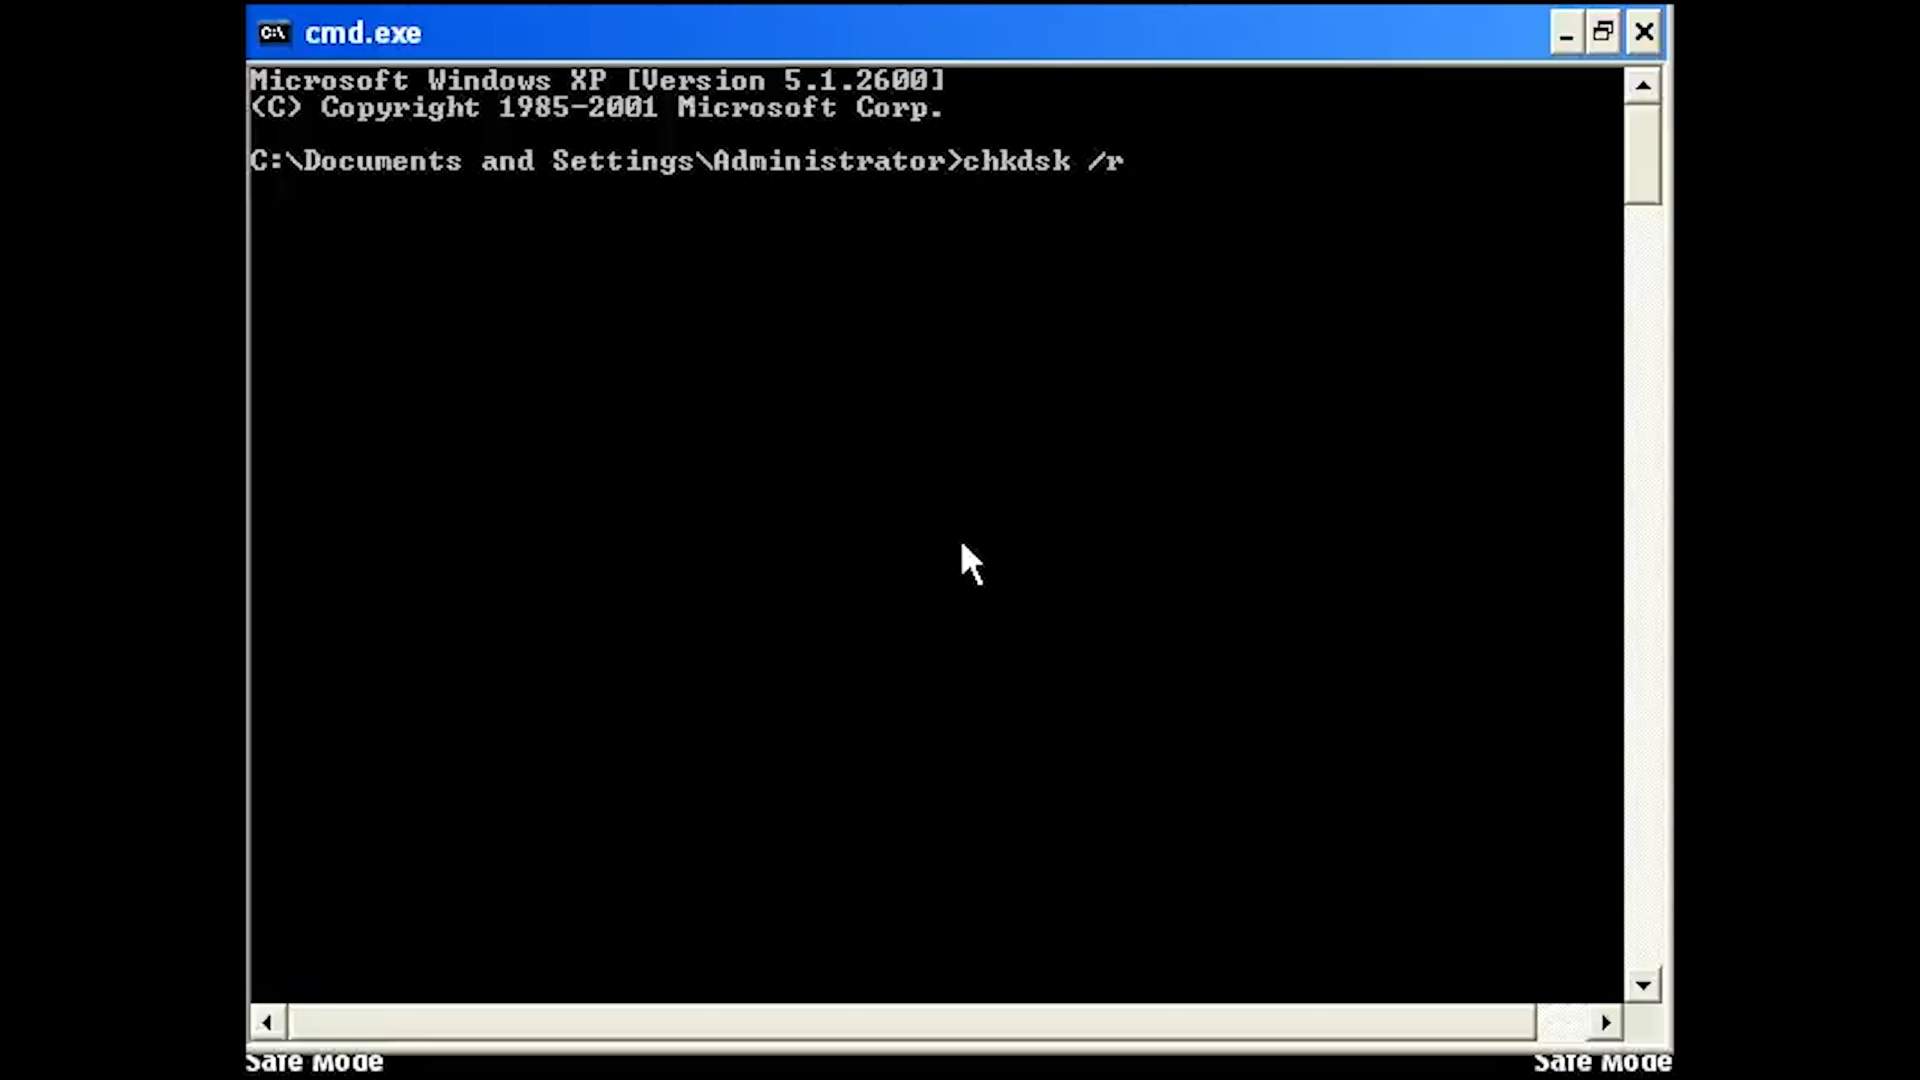 cmd.exe
Microsoft Windows XP [Version 5.1.2600]
(C) Copyright 1985-2001 Microsoft Corp.
C:\Documents and Settings\Administrator>chkdsk /r
Safe Mode
Safe Mode